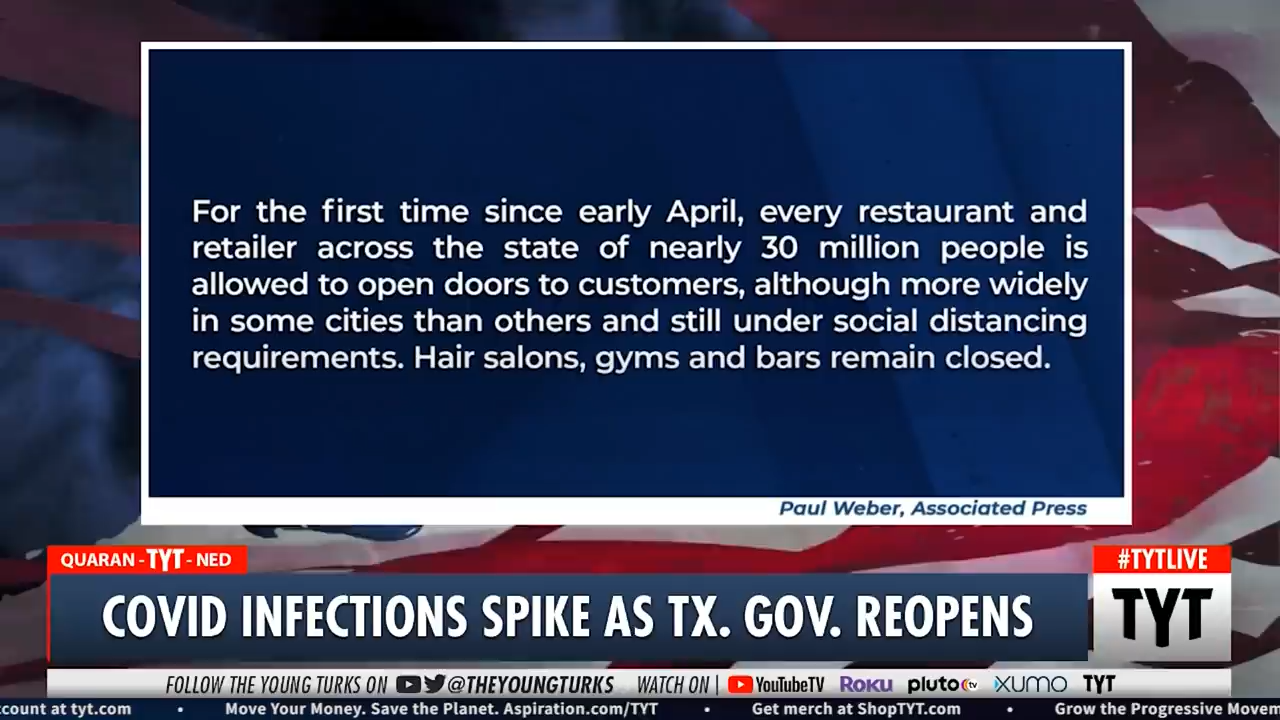 For the first time since early April, every restaurant and
retailer across the state of nearly 30 million people is
allowed to open doors to customers, although more widely
in some cities than others and still under social distancing
requirements. Hair salons, gyms and bars remain closed.
Paul Weber, Associated Press
QUARAN - TYT - NED
#TYTLIVE
COVID INFECTIONS SPIKE AS TX. GOV. REOPENS
TYT
FOLLOW THE YOUNG TURKS ON @THEYOUNGTURKS WATCH ON | YouTubeTV ROKU pluto tv XUMO TYT
count at tyt.com • Move Your Money. Save the Planet. Aspiration.com/TYT • Get merch at ShopTYT.com • Grow the Progressive Movem